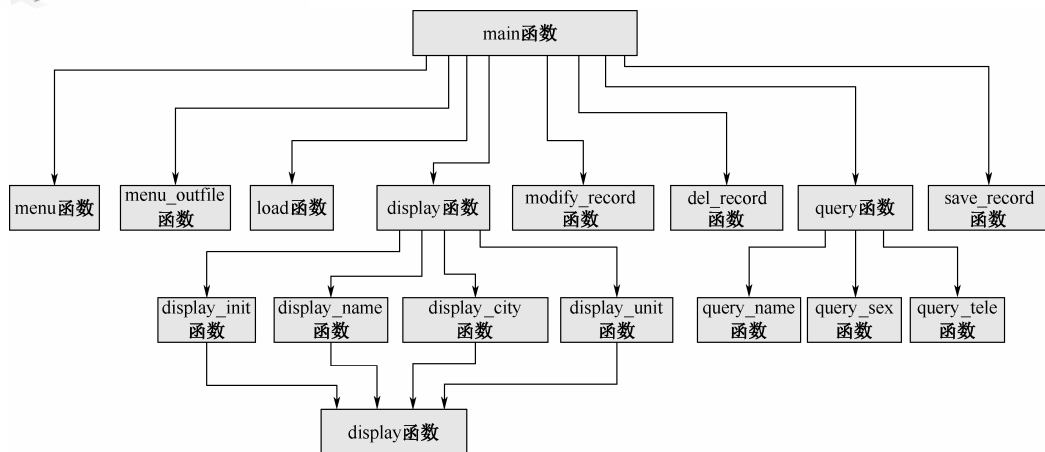 main函数
menu函数
menu_outfile
函数
load函数
display函数
modify_record
函数
del_record
函数
query函数
save_record
函数
display_init
函数
display_name
函数
display_city
函数
display_unit
函数
query_name
函数
query_sex
函数
query_tele
函数
display函数